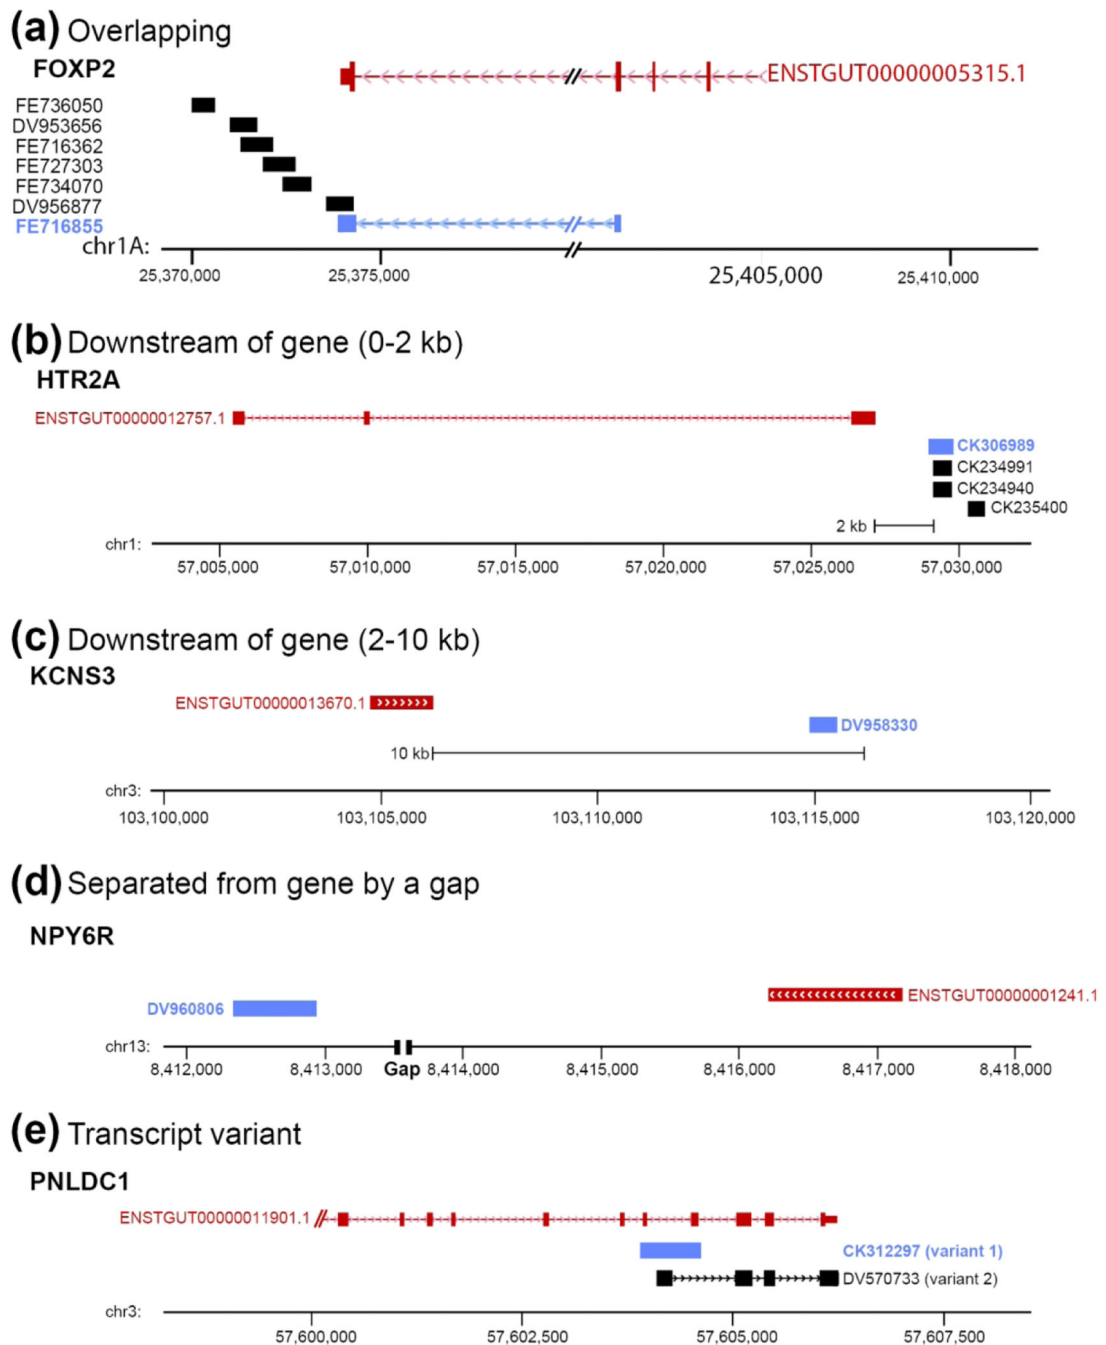 (a) Overlapping
FOXP2
ENSTGUT00000005315.1
FE736050
DV953656
FE716362
FE727303
FE734070
DV956877
FE716855
chr1A:
25,370,000 25,375,000 25,405,000 25,410,000
(b) Downstream of gene (0-2 kb)
HTR2A
ENSTGUT00000012757.1
CK306989
CK234991
CK234940
CK235400
2 kb
chr1:
57,005,000 57,010,000 57,015,000 57,020,000 57,025,000 57,030,000
(c) Downstream of gene (2-10 kb)
KCNS3
ENSTGUT00000013670.1
DV958330
10 kb
chr3:
103,100,000 103,105,000 103,110,000 103,115,000 103,120,000
(d) Separated from gene by a gap
NPY6R
ENSTGUT00000001241.1
DV960806
chr13:
8,412,000 8,413,000 Gap 8,414,000 8,415,000 8,416,000 8,417,000 8,418,000
(e) Transcript variant
PNLDC1
ENSTGUT00000011901.1
CK312297 (variant 1)
DV570733 (variant 2)
chr3:
57,600,000 57,602,500 57,605,000 57,607,500